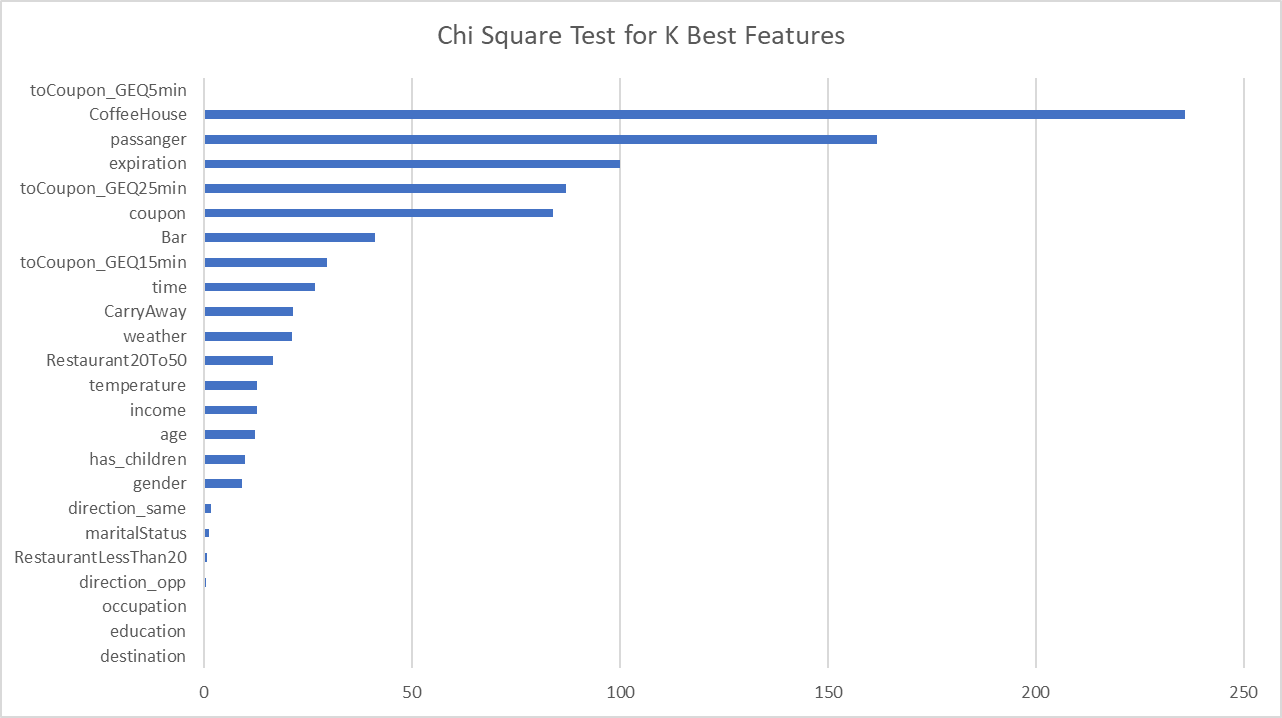 Chi Square Test for K Best Features
toCoupon_GEQ5min
CoffeeHouse
passanger
expiration
toCoupon_GEQ25min
coupon
Bar
toCoupon_GEQ15min
time
CarryAway
weather
Restaurant20To50
temperature
income
age
has_children
gender
direction_same
maritalStatus
RestaurantLessThan20
direction_opp
occupation
education
destination
0 50 100 150 200 250